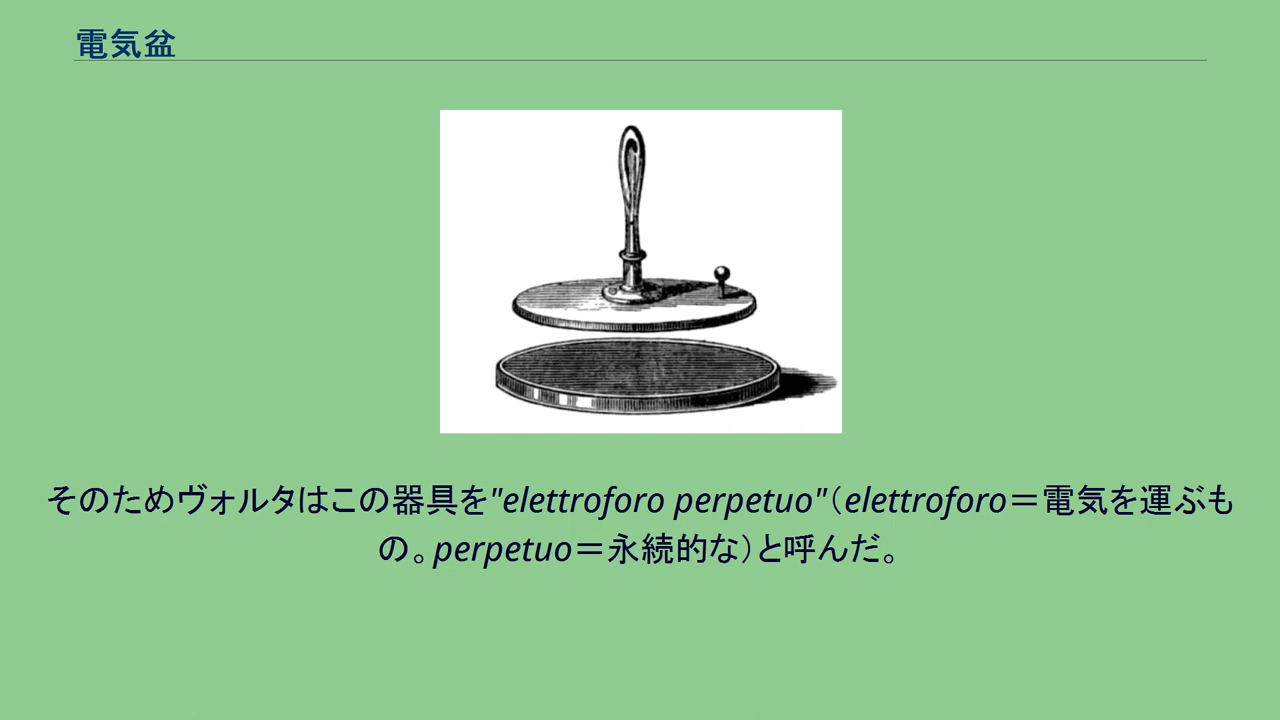 電気盆
そのためヴォルタはこの器具を"elettroforo perpetuo"（elettroforo＝電気を運ぶも
の。perpetuo＝永続的な）と呼んだ。